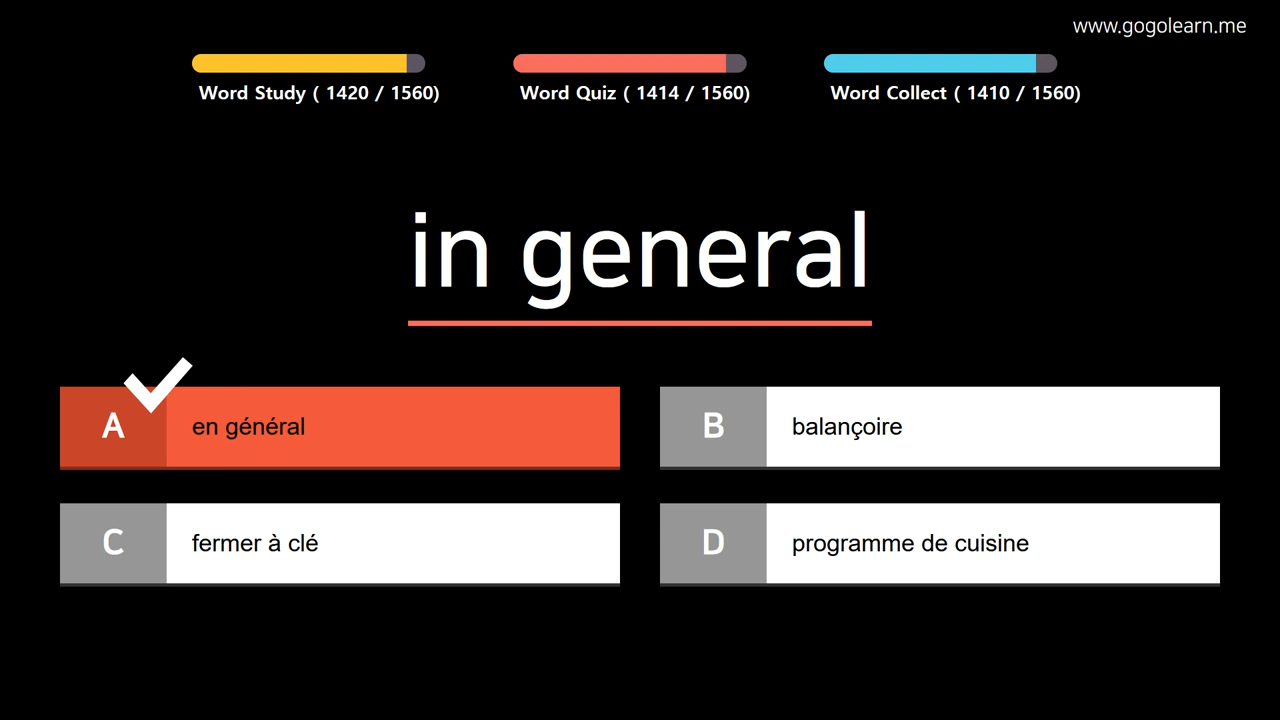 www.gogolearn.me
Word Study ( 1420 / 1560)
Word Quiz ( 1414 / 1560)
Word Collect ( 1410 / 1560)
in general
A en général
B balançoire
C fermer à clé
D programme de cuisine